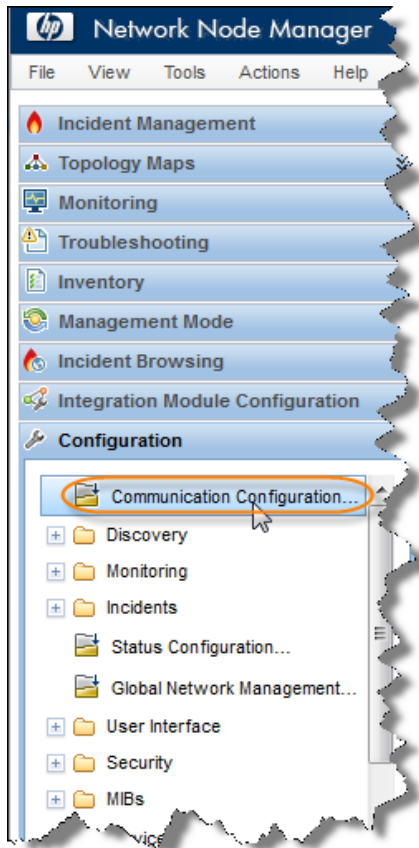 hp Network Node Manager
File View Tools Actions Help
Incident Management
Topology Maps
Monitoring
Troubleshooting
Inventory
Management Mode
Incident Browsing
Integration Module Configuration
Configuration
Communication Configuration...
Discovery
Monitoring
Incidents
Status Configuration...
Global Network Management...
User Interface
Security
MIBs